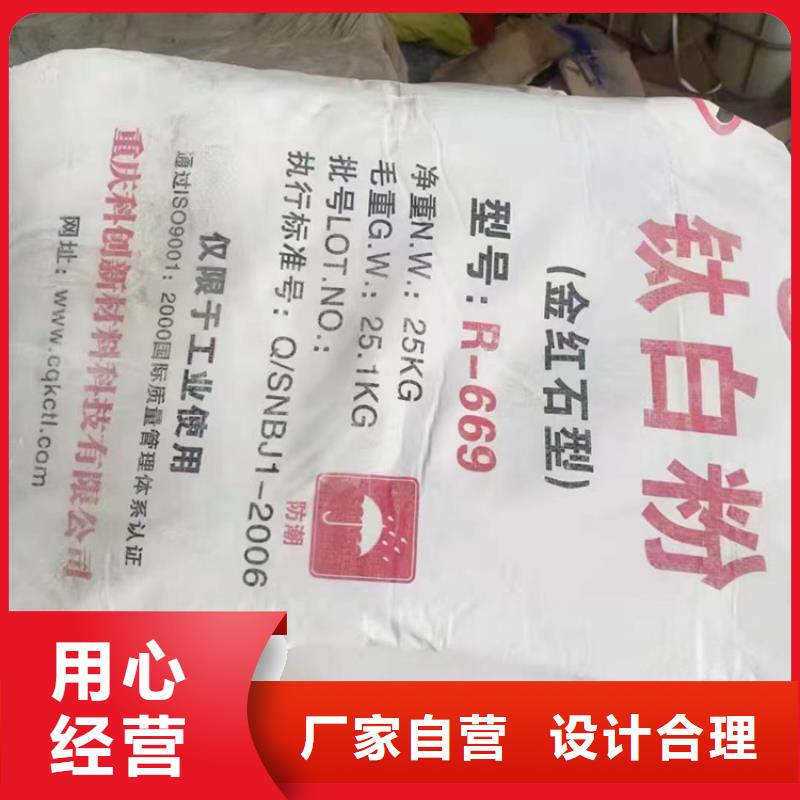 钛白粉
(金红石型)
型号:R-669
净重N.W.: 25KG
毛重G.W.: 25.1KG
批号LOT.NO.:
执行标准号: Q/SNBJ1-2006
防潮
仅限于工业使用
通过ISO9001:2000国际质量管理体系认证
重庆科创新材料科技有限公司
网址: www.cqkctl.com
用心
经营
厂家自营 设计合理